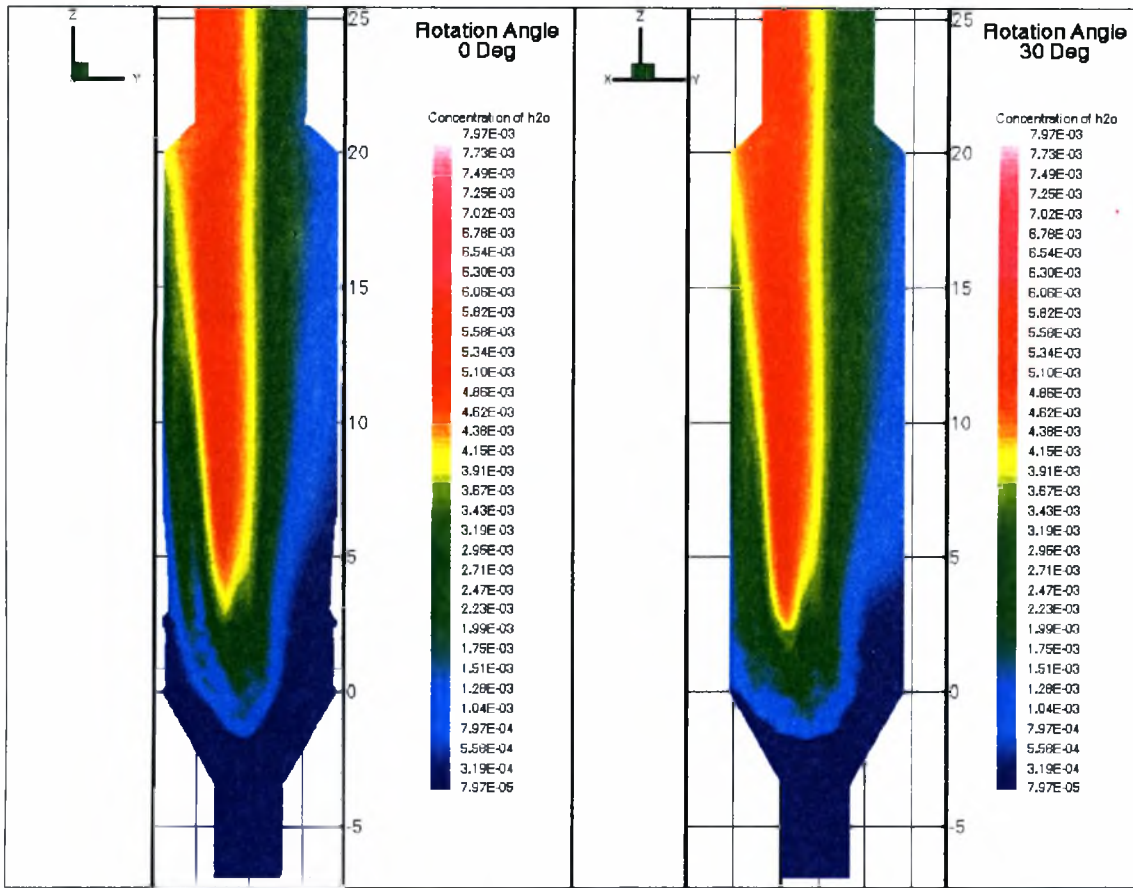 Z
Y
25
20
15
10
5
0
-5
Rotation Angle
0 Deg
Concentration of h2o
7.97E-03
7.73E-03
7.49E-03
7.25E-03
7.02E-03
6.78E-03
6.54E-03
6.30E-03
6.06E-03
5.82E-03
5.58E-03
5.34E-03
5.10E-03
4.86E-03
4.62E-03
4.38E-03
4.15E-03
3.91E-03
3.67E-03
3.43E-03
3.19E-03
2.95E-03
2.71E-03
2.47E-03
2.23E-03
1.99E-03
1.75E-03
1.51E-03
1.28E-03
1.04E-03
7.97E-04
5.58E-04
3.19E-04
7.97E-05
Z
X Y
25
20
15
10
5
0
-5
Rotation Angle
30 Deg
Concentration of h2o
7.97E-03
7.73E-03
7.49E-03
7.25E-03
7.02E-03
6.78E-03
6.54E-03
6.30E-03
6.06E-03
5.82E-03
5.58E-03
5.34E-03
5.10E-03
4.86E-03
4.62E-03
4.38E-03
4.15E-03
3.91E-03
3.67E-03
3.43E-03
3.19E-03
2.95E-03
2.71E-03
2.47E-03
2.23E-03
1.99E-03
1.75E-03
1.51E-03
1.28E-03
1.04E-03
7.97E-04
5.58E-04
3.19E-04
7.97E-05